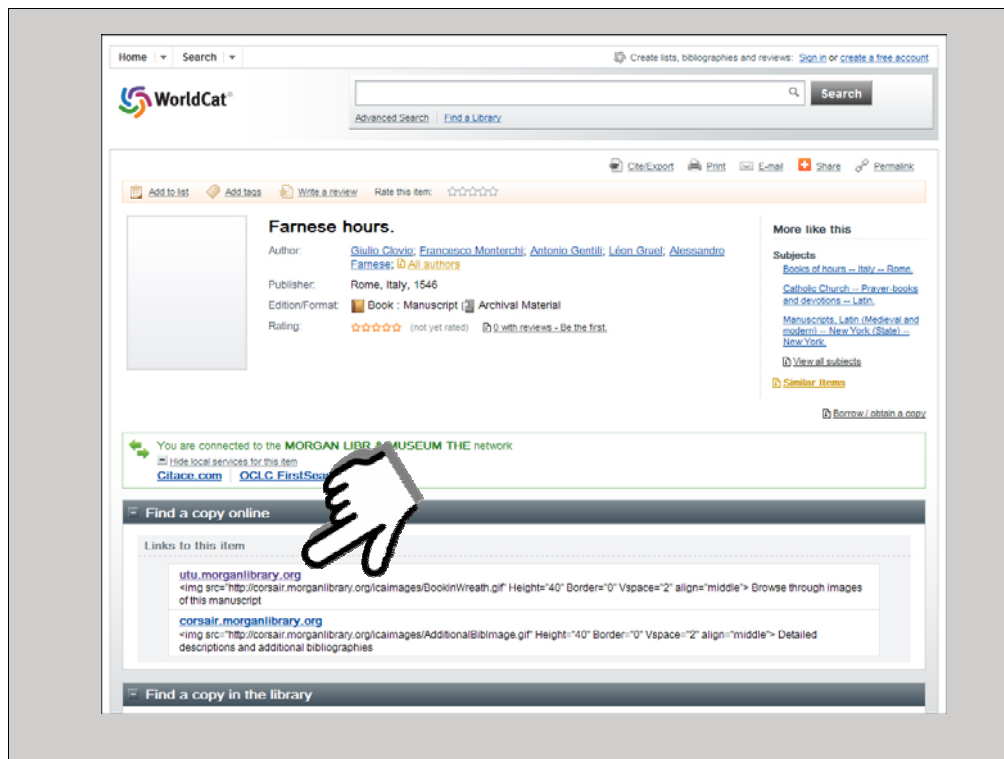 Home Search
Create lists, bibliographies and reviews: Sign in or create a free account
WorldCat®
Search
Advanced Search Find a Library
Cite/Export Print E-mail Share Permalink
Add to list Add tags Write a review Rate this item:
Farnese hours.
Author: Giulio Clovio; Francesco Monterchi; Antonio Gentili; Léon Gruel; Alessandro
Farnese; All authors
Publisher: Rome, Italy, 1546
Edition/Format: Book : Manuscript Archival Material
Rating: (not yet rated) 0 with reviews - Be the first.
More like this
Subjects
Books of hours -- Italy -- Rome.
Catholic Church -- Prayer-books
and devotions -- Latin.
Manuscripts, Latin (Medieval and
modern) -- New York (State) --
New York.
View all subjects
Similar Items
Borrow / obtain a copy
You are connected to the MORGAN LIBR & MUSEUM THE network
Hide local services for this item
Citace.com OCLC FirstSea
Find a copy online
Links to this item
utu.morganlibrary.org
<img src="http://corsair.morganlibrary.org/icaimages/BookinWreath.gif" Height="40" Border="0" Vspace="2" align="middle"> Browse through images
of this manuscript
corsair.morganlibrary.org
<img src="http://corsair.morganlibrary.org/icaimages/AdditionalBibImage.gif" Height="40" Border="0" Vspace="2" align="middle"> Detailed
descriptions and additional bibliographies
Find a copy in the library